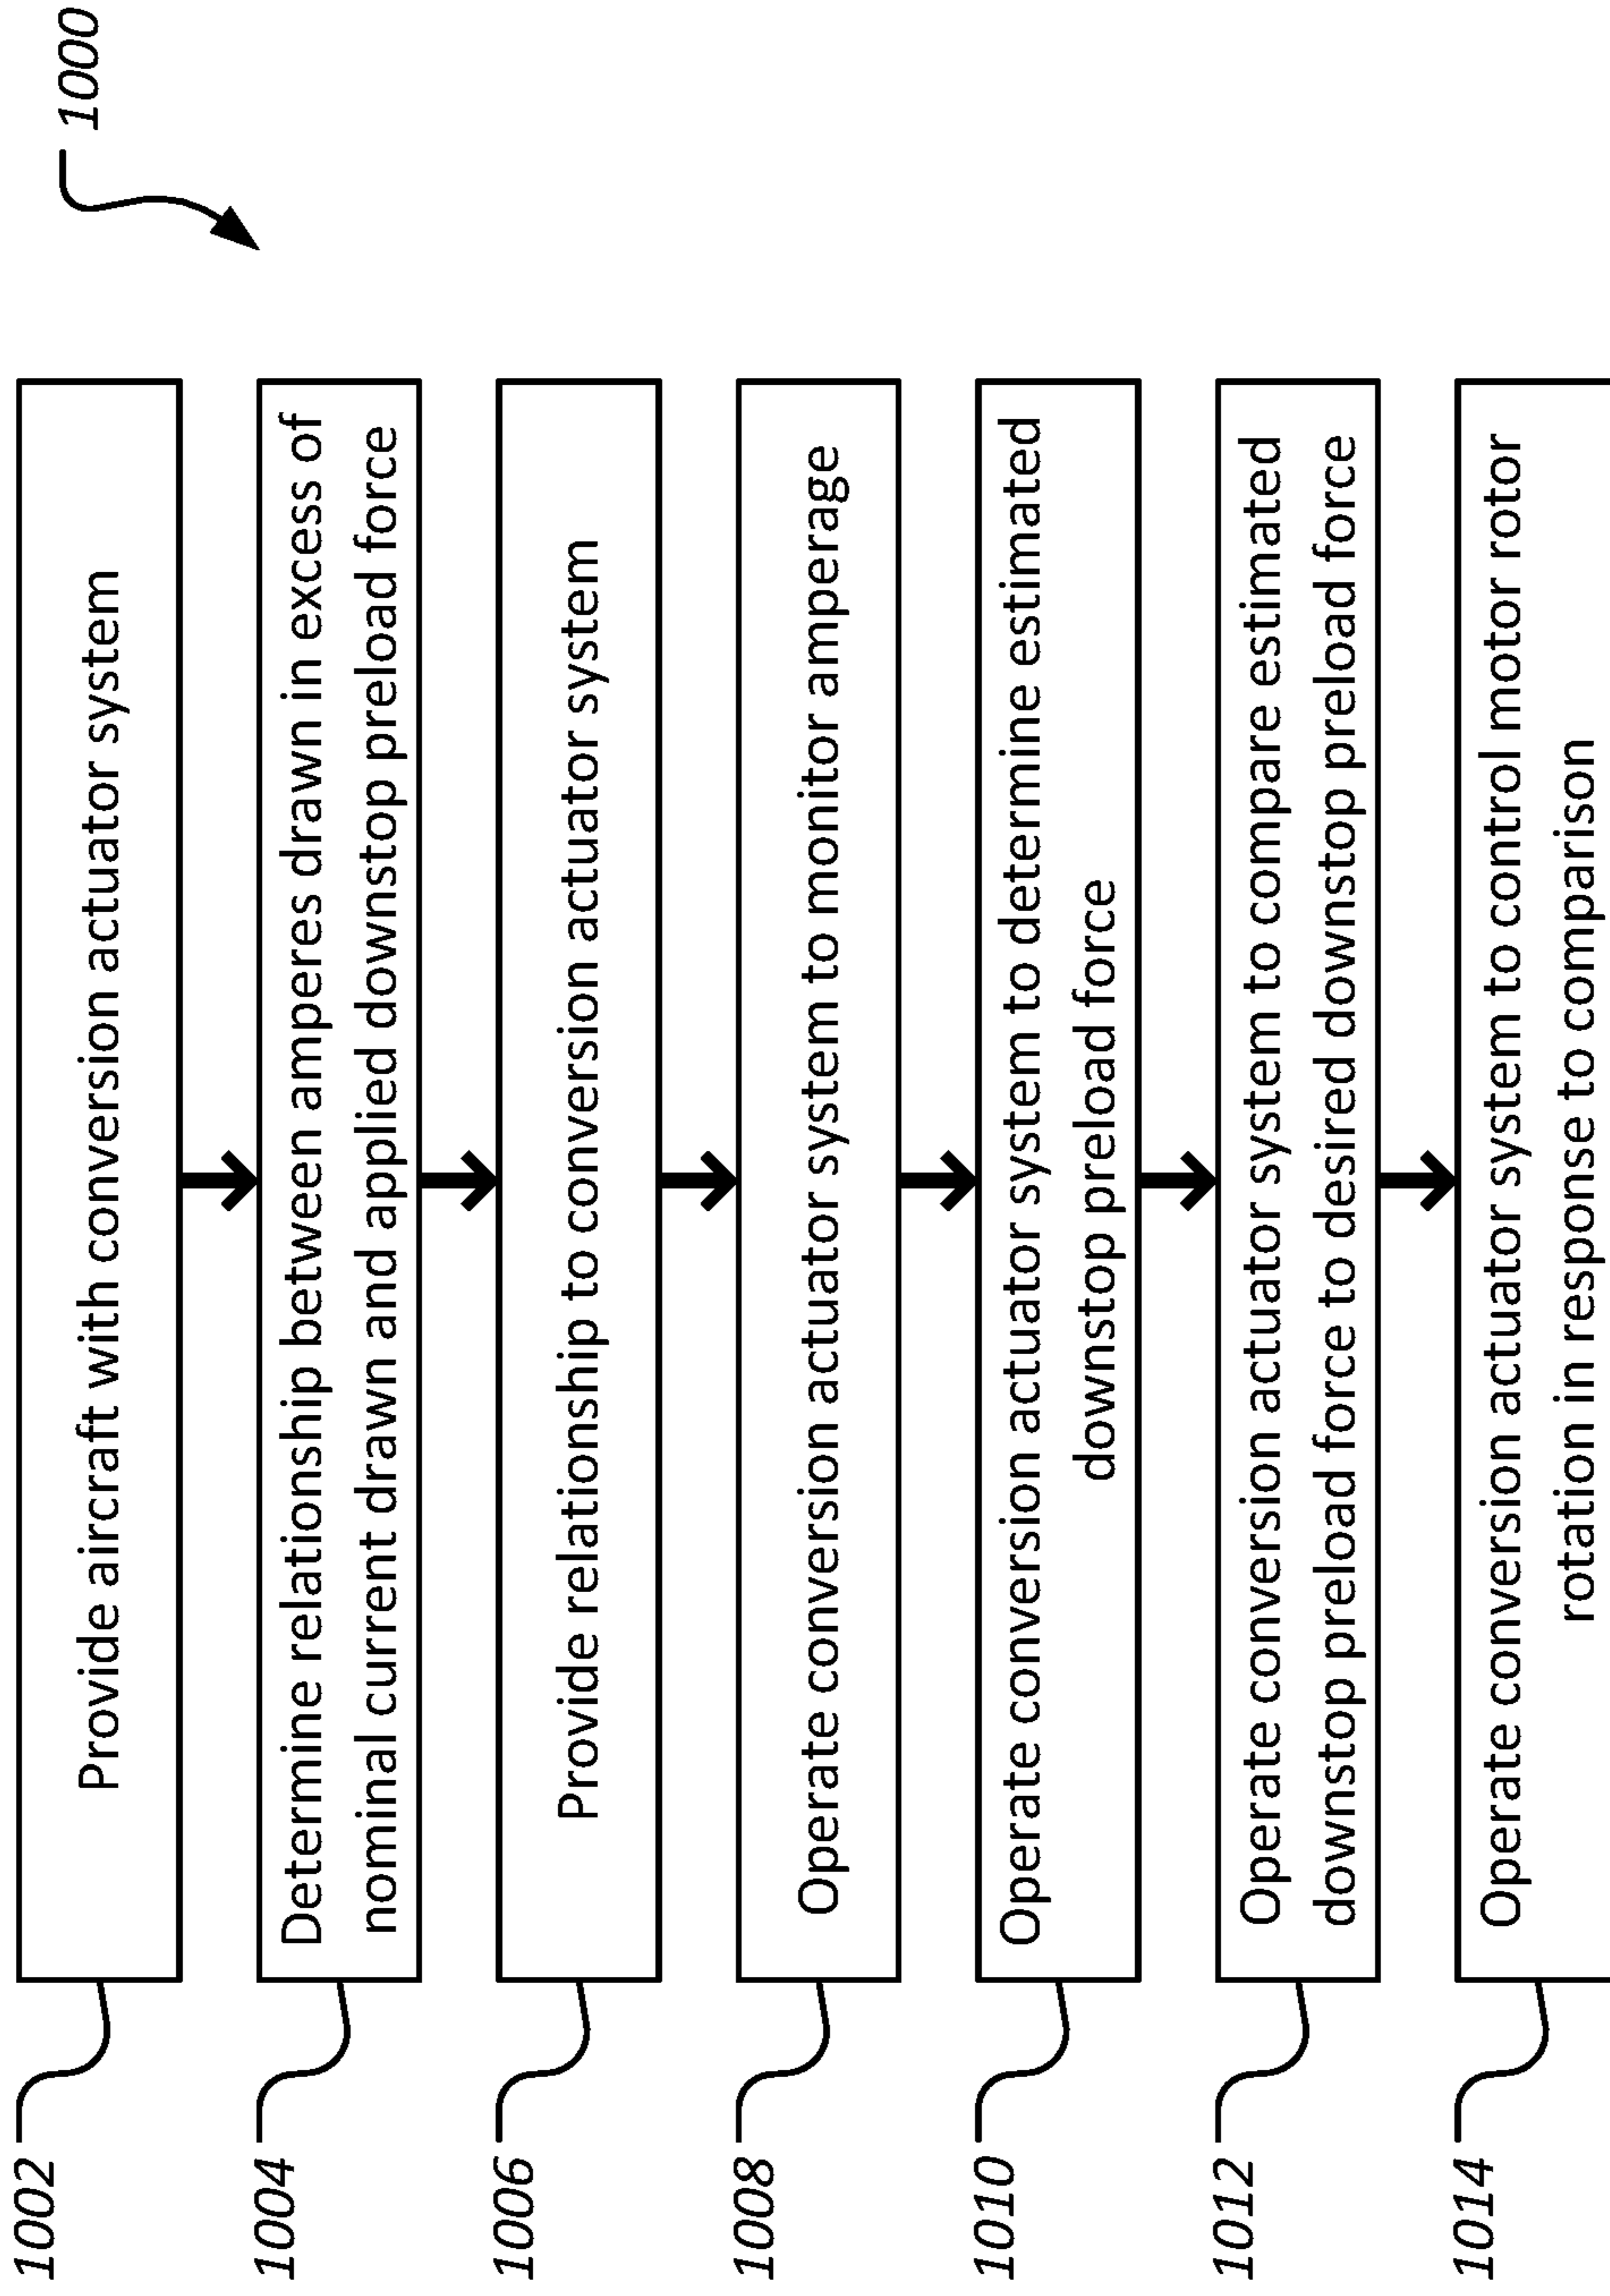 1000
1002
Provide aircraft with conversion actuator system
1004
Determine relationship between amperes drawn in excess of
nominal current drawn and applied downstop preload force
1006
Provide relationship to conversion actuator system
1008
Operate conversion actuator system to monitor amperage
1010
Operate conversion actuator system to determine estimated
downstop preload force
1012
Operate conversion actuator system to compare estimated
downstop preload force to desired downstop preload force
1014
Operate conversion actuator system to control motor rotor
rotation in response to comparison